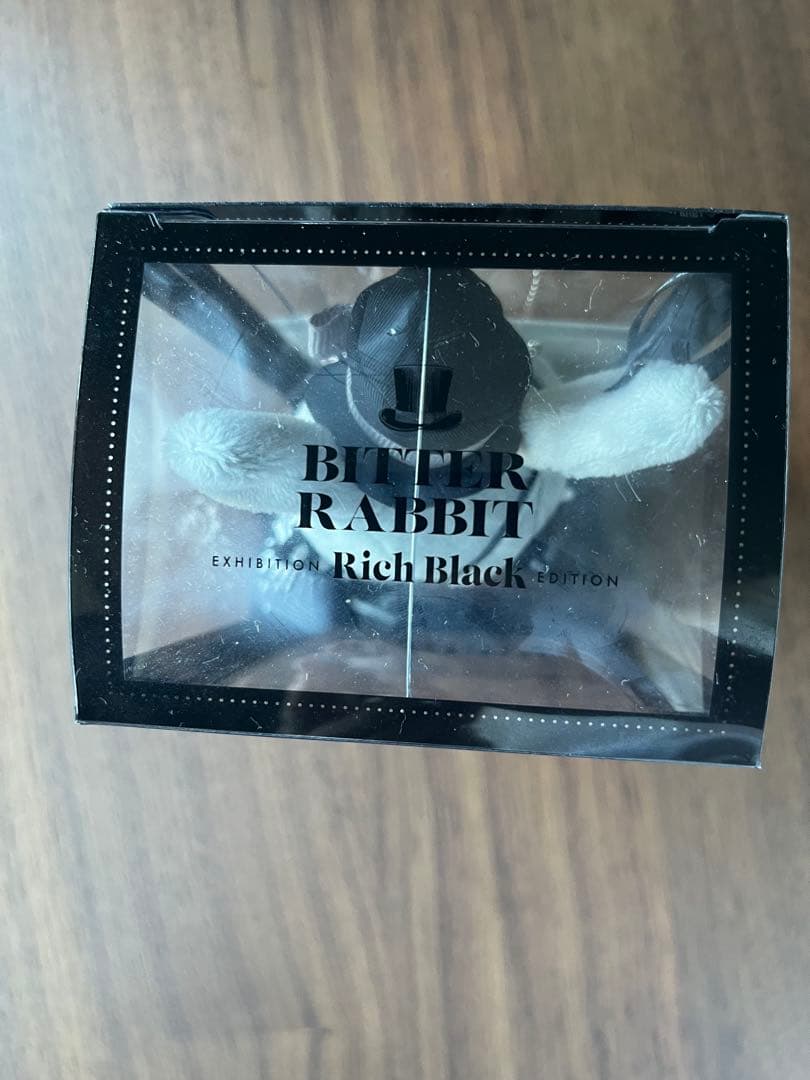 BITTER
RABBIT
EXHIBITION Rich Black EDITION